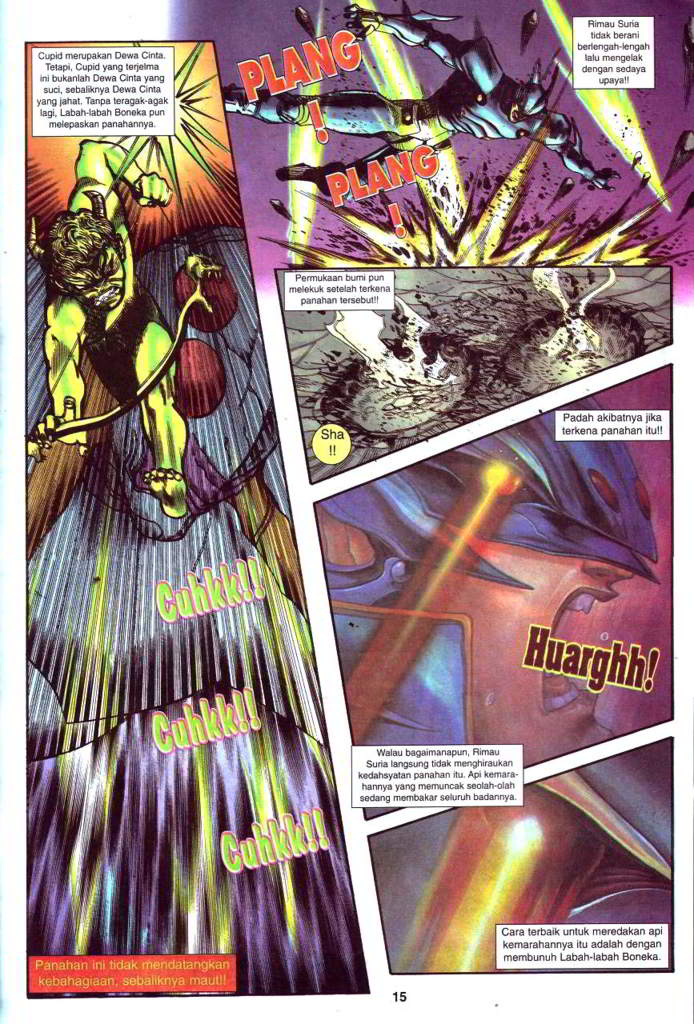 Cupid merupakan Dewa Cinta.
Tetapi, Cupid yang terjelma
ini bukanlah Dewa Cinta yang
suci, sebaliknya Dewa Cinta
yang jahat. Tanpa teragak-agak
lagi, Labah-labah Boneka pun
melepaskan panahannya.
PLANG
!
PLANG
!
Rimau Suria
tidak berani
berlengah-lengah
lalu mengelak
dengan sedaya
upaya!!
Permukaan bumi pun
melekuk setelah terkena
panahan tersebut!!
Sha
!!
Padah akibatnya jika
terkena panahan itu!!
Huarghh!
Cuhkk!!
Cuhkk!!
Cuhkk!!
Walau bagaimanapun, Rimau
Suria langsung tidak menghiraukan
kedahsyatan panahan itu. Api kemara-
hannya yang memuncak seolah-olah
sedang membakar seluruh badannya.
Cara terbaik untuk meredakan api
kemarahannya itu adalah dengan
membunuh Labah-labah Boneka.
Panahan ini tidak mendatangkan
kebahagiaan, sebaliknya maut!!
15